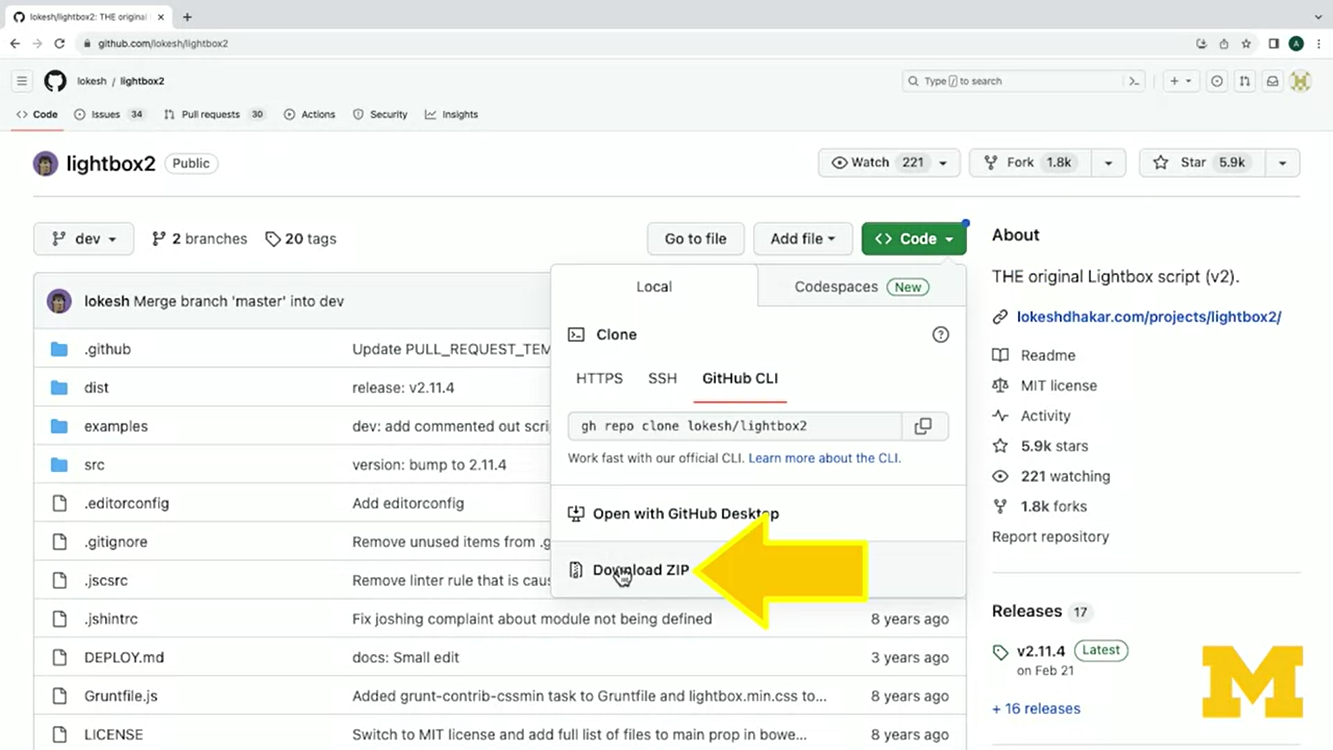 lokesh/lightbox2: THE original
github.com/lokesh/lightbox2
A
lokesh / lightbox2
Type / to search
Code Issues 34 Pull requests 30 Actions Security Insights
lightbox2 Public
Watch 221 Fork 1.8k Star 5.9k
dev 2 branches 20 tags Go to file Add file Code
About
THE original Lightbox script (v2).
lokeshdhakar.com/projects/lightbox2/
Readme
MIT license
Activity
5.9k stars
221 watching
1.8k forks
Report repository
Releases 17
v2.11.4 Latest
on Feb 21
+ 16 releases
Local Codespaces New
Clone
HTTPS SSH GitHub CLI
gh repo clone lokesh/lightbox2
Work fast with our official CLI. Learn more about the CLI.
Open with GitHub Desktop
Download ZIP
lokesh Merge branch 'master' into dev
.github Update PULL_REQUEST_TEM
dist release: v2.11.4
examples dev: add commented out scri
src version: bump to 2.11.4
.editorconfig Add editorconfig
.gitignore Remove unused items from .g
.jscsrc Remove linter rule that is cau
.jshintrc Fix joshing complaint about module not being defined 8 years ago
DEPLOY.md docs: Small edit 3 years ago
Gruntfile.js Added grunt-contrib-cssmin task to Gruntfile and lightbox.min.css to... 8 years ago
LICENSE Switch to MIT license and add full list of files to main prop in bowe... 8 years ago
M